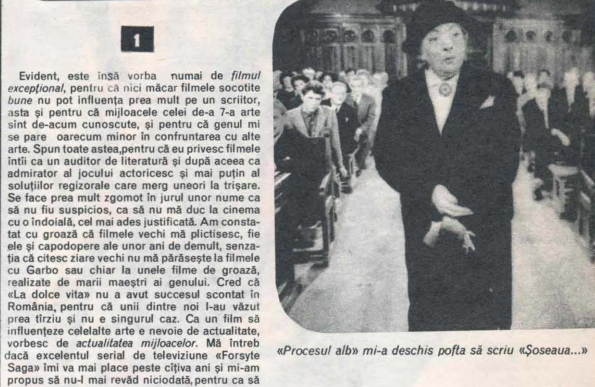 1
Evident, este însă vorba numai de filmul
excepțional, pentru că nici măcar filmele socotite
bune nu pot influența prea mult pe un scriitor,
asta și pentru că mijloacele celei de-a 7-a arte
sînt de-acum cunoscute, și pentru că genul mi
se pare oarecum minor în confruntarea cu alte
arte. Spun toate astea,pentru că eu privesc filmele
întîi ca un auditor de literatură și după aceea ca
admirator al jocului actoricesc și mai puțin al
soluțiilor regizorale care merg uneori la trișare.
Se face prea mult zgomot în jurul unor nume ca
să nu fiu suspicios, ca să nu mă duc la cinema
cu o îndoială, cel mai ades justificată. Am consta-
tat cu groază că filmele vechi mă plictisesc, fie
ele și capodopere ale unor ani de demult, senza-
ția că citesc ziare vechi nu mă părăsește la filmele
cu Garbo sau chiar la unele filme de groază,
realizate de marii maeștri ai genului. Cred că
«La dolce vita» nu a avut succesul scontat în
România, pentru că unii dintre noi l-au văzut
prea tîrziu și nu e singurul caz. Ca un film să
influențeze celelalte arte e nevoie de actualitate,
vorbesc de actualitatea mijloacelor. Mă întreb
dacă excelentul serial de televiziune «Forsyte
Saga» îmi va mai place peste cîțiva ani și mi-am
propus să nu-l mai revăd niciodată, pentru ca să
«Procesul alb» mi-a deschis pofta să scriu «Șoseaua...»